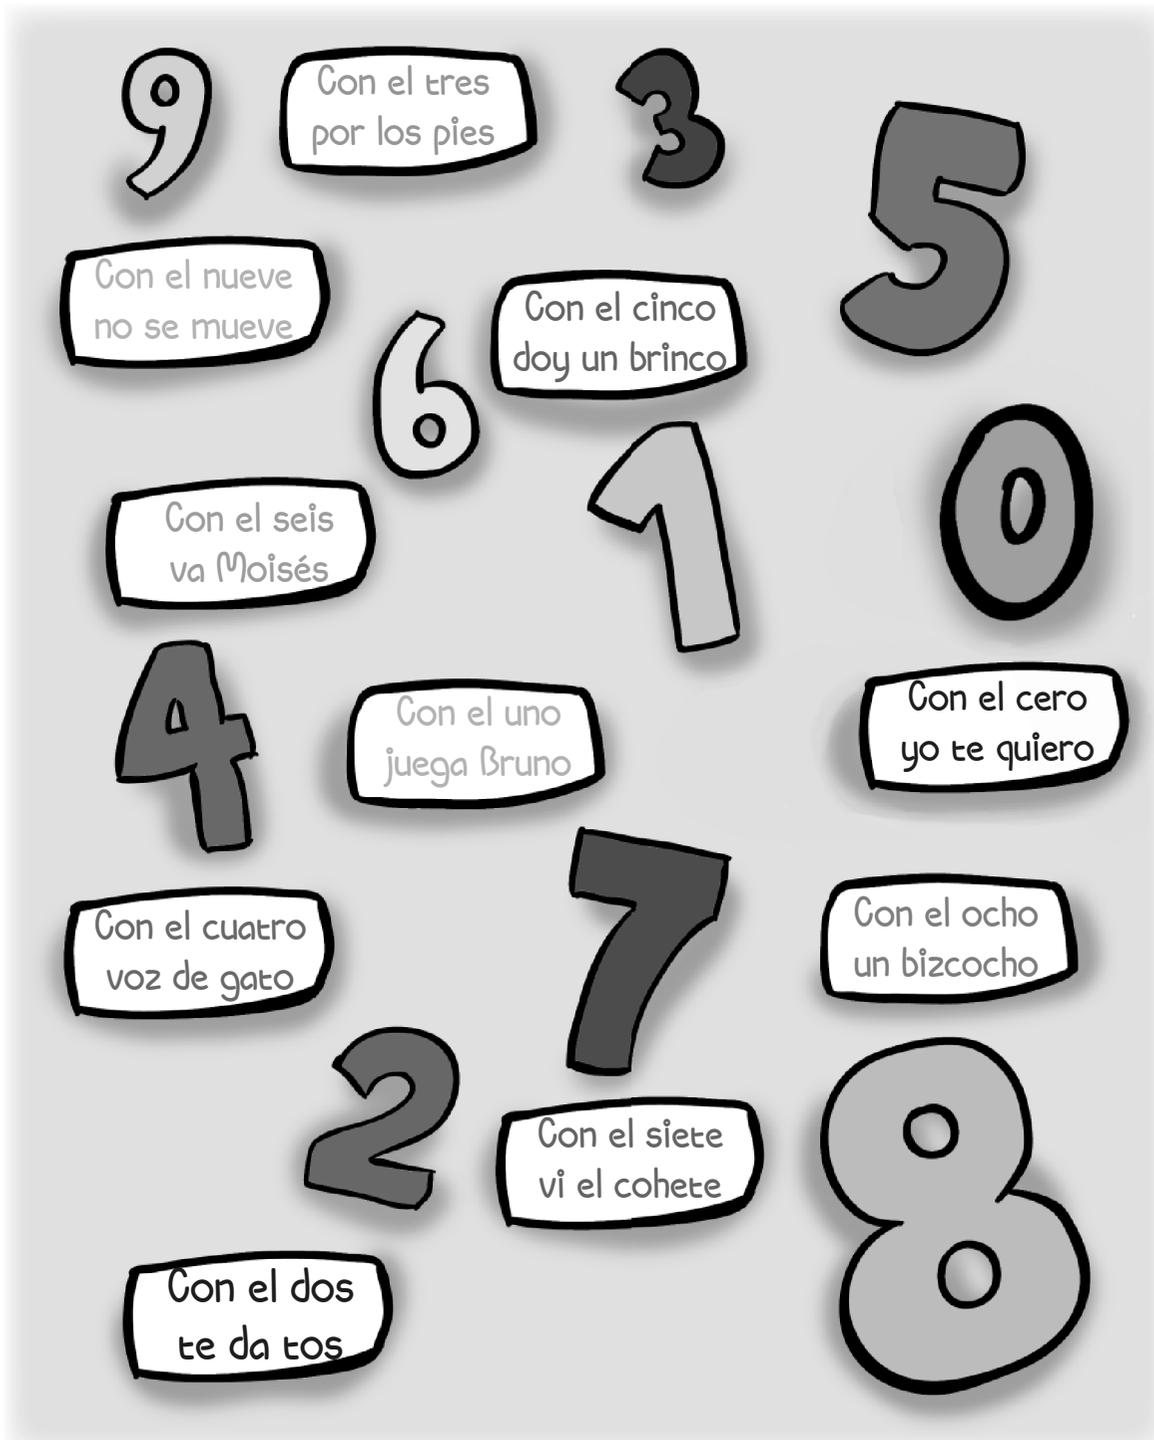 9
Con el tres
por los pies
3
5
Con el nueve
no se mueve
Con el cinco
doy un brinco
6
1
0
Con el seis
va Moisés
4
Con el uno
juega Bruno
Con el cero
yo te quiero
7
Con el cuatro
voz de gato
Con el ocho
un bizcocho
2
Con el siete
vi el cohete
8
Con el dos
te da tos